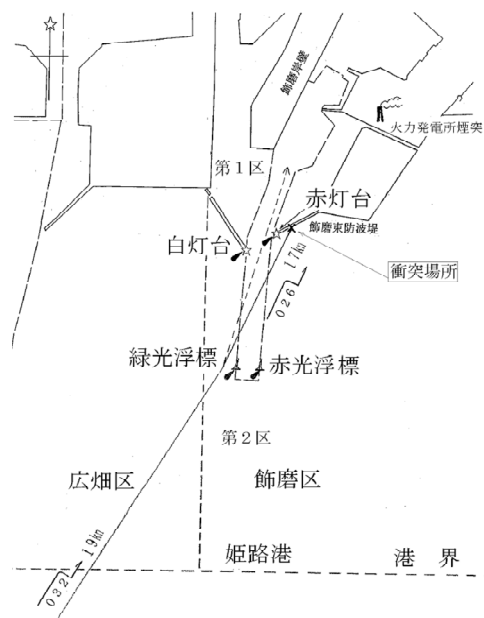 飾磨岸壁
火力発電所煙突
第1区
赤灯台
飾磨東防波堤
白灯台
衝突場所
026 17kn
緑光浮標
赤光浮標
第2区
広畑区
飾磨区
姫路港
港 界
032 19kn